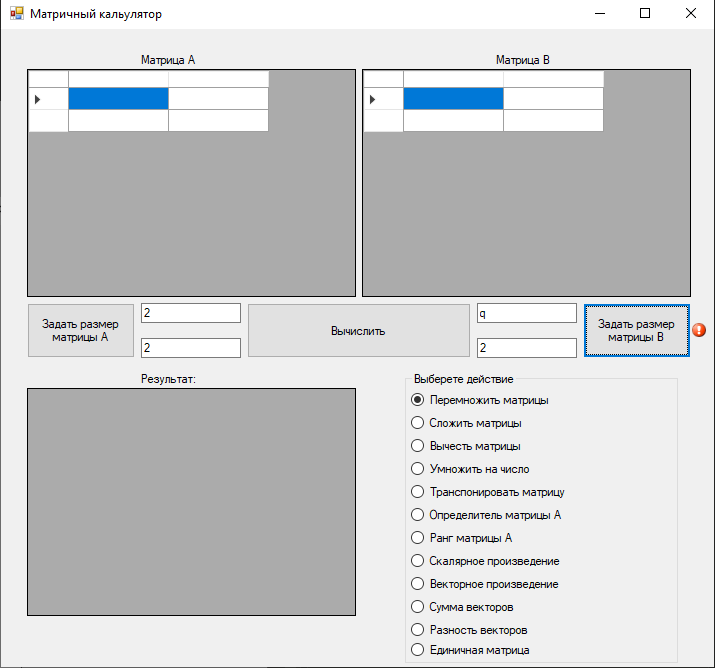 Матричный кальулятор
Матрица А
Матрица В
Задать размер
матрицы А
2
2
Вычислить
q
2
Задать размер
матрицы В
Результат:
Выберете действие
Перемножить матрицы
Сложить матрицы
Вычесть матрицы
Умножить на число
Транспонировать матрицу
Определитель матрицы А
Ранг матрицы А
Скалярное произведение
Векторное произведение
Сумма векторов
Разность векторов
Единичная матрица